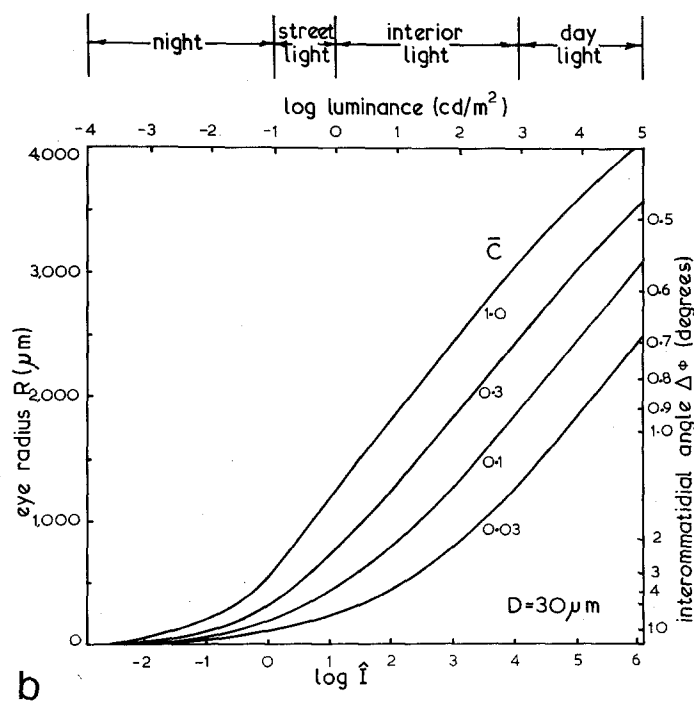 night
street light
interior light
day light
log luminance (cd/m²)
-4 -3 -2 -1 0 1 2 3 4 5
4,000
3,000
2,000
1,000
0
eye radius R (μm)
C̄
1·0
0·3
0·1
0·03
D=30μm
0·5
0·6
0·7
0·8
0·9
1·0
2
3
4
10
interommatidial angle Δϕ (degrees)
-2 -1 0 1 2 3 4 5 6
log Î
b